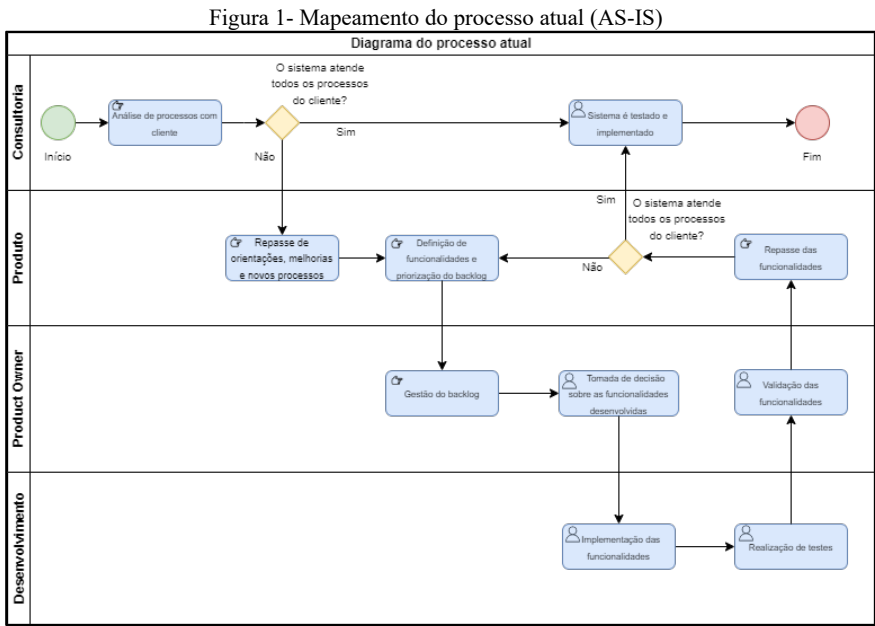 Figura 1- Mapeamento do processo atual (AS-IS)
Diagrama do processo atual
Consultoria
Início
Análise de processos com
cliente
O sistema atende
todos os processos
do cliente?
Sim
Não
Sistema é testado e
implementado
Fim
Produto
Repasse de
orientações, melhorias
e novos processos
Definição de
funcionalidades e
priorização do backlog
Sim
O sistema atende
todos os processos
do cliente?
Não
Repasse das
funcionalidades
Product Owner
Gestão do backlog
Tomada de decisão
sobre as funcionalidades
desenvolvidas
Validação das
funcionalidades
Desenvolvimento
Implementação das
funcionalidades
Realização de testes